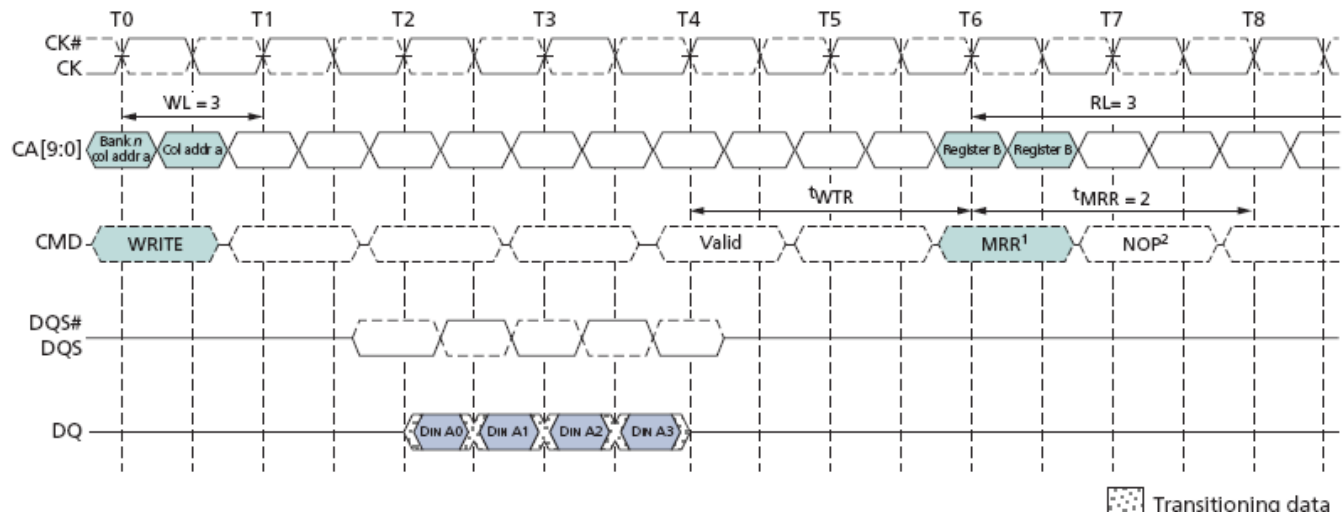 T0 T1 T2 T3 T4 T5 T6 T7 T8
CK#
CK
WL = 3 RL= 3
CA[9:0] Bank n col addr a Col addr a Register B Register B
tWTR tMRR = 2
CMD WRITE Valid MRR1 NOP2
DQS#
DQS
DQ DIN A0 DIN A1 DIN A2 DIN A3
Transitioning data